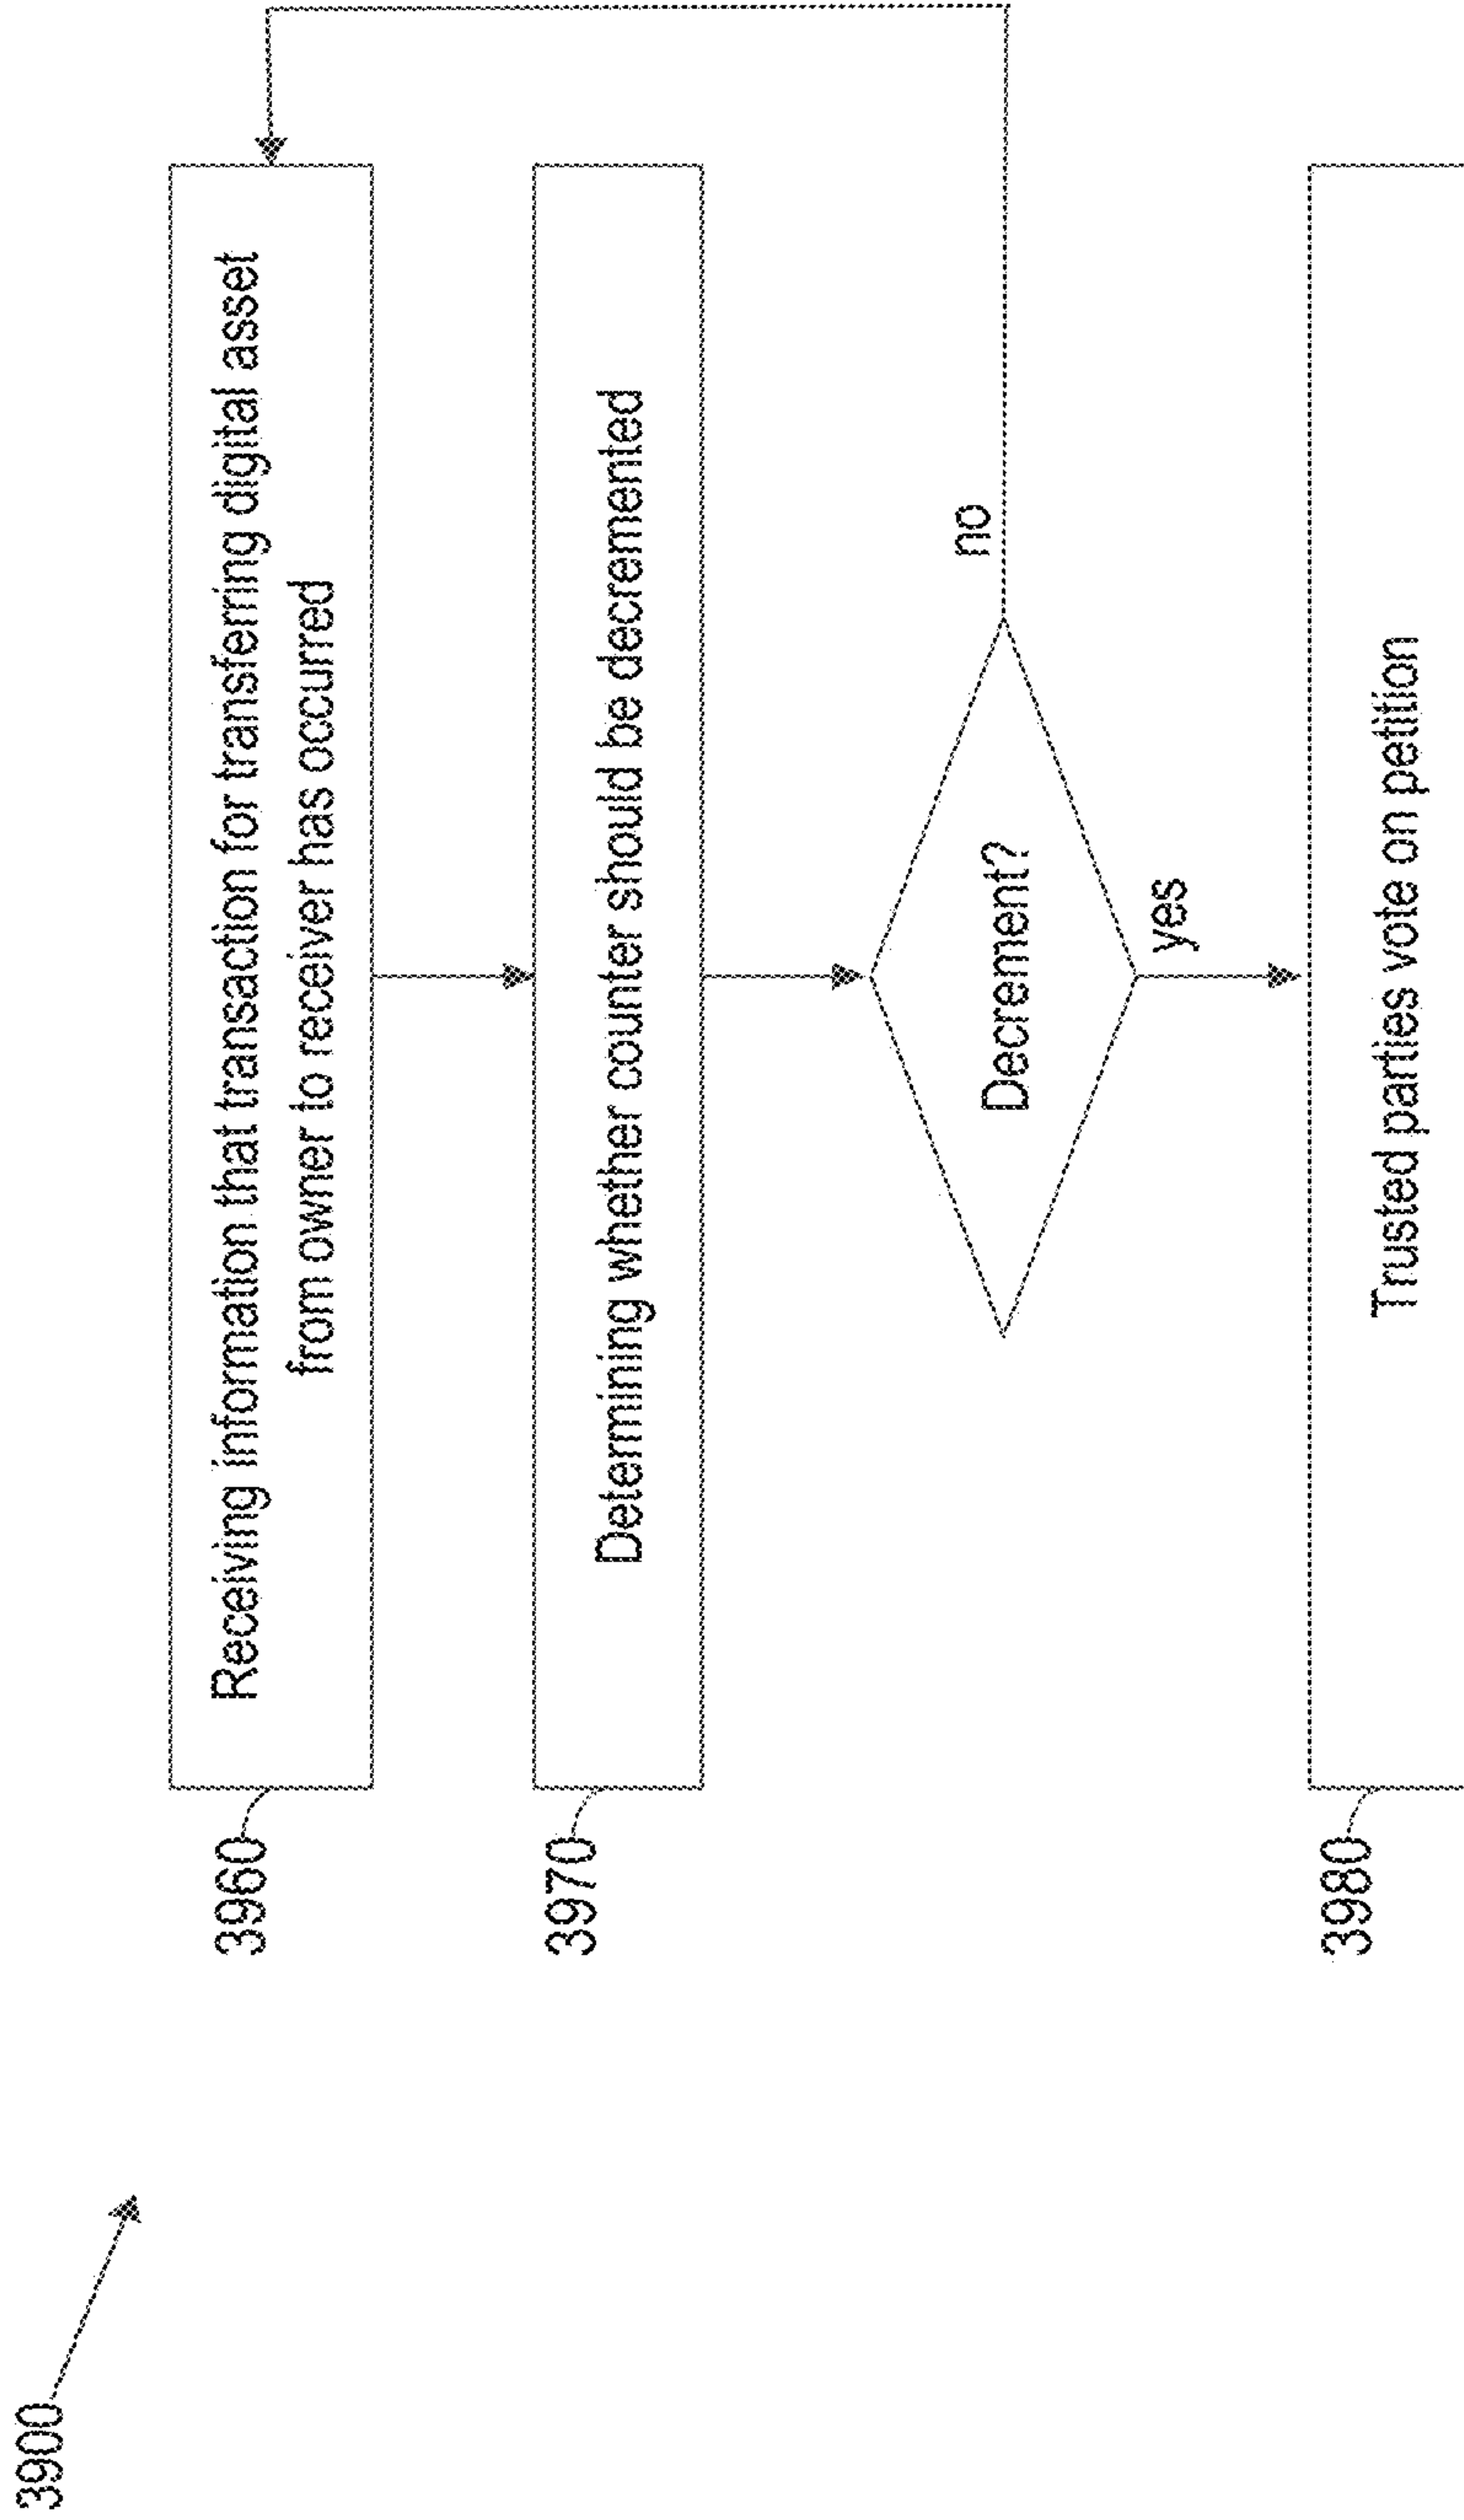 3900
3960
Receiving information that transaction for transferring digital asset
from owner to receiver has occurred
3970
Determining whether counter should be decremented
Decrement?
no
yes
3980
Trusted parties vote on petition